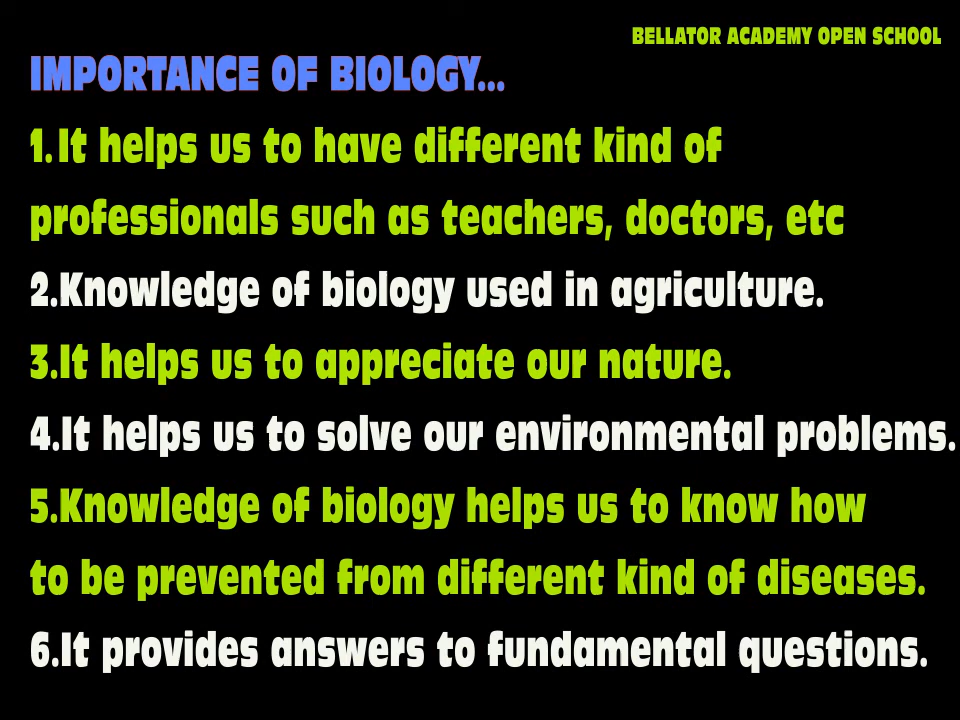 BELLATOR ACADEMY OPEN SCHOOL
IMPORTANCE OF BIOLOGY...
1. It helps us to have different kind of
professionals such as teachers, doctors, etc
2.Knowledge of biology used in agriculture.
3.It helps us to appreciate our nature.
4.It helps us to solve our environmental problems.
5.Knowledge of biology helps us to know how
to be prevented from different kind of diseases.
6.It provides answers to fundamental questions.